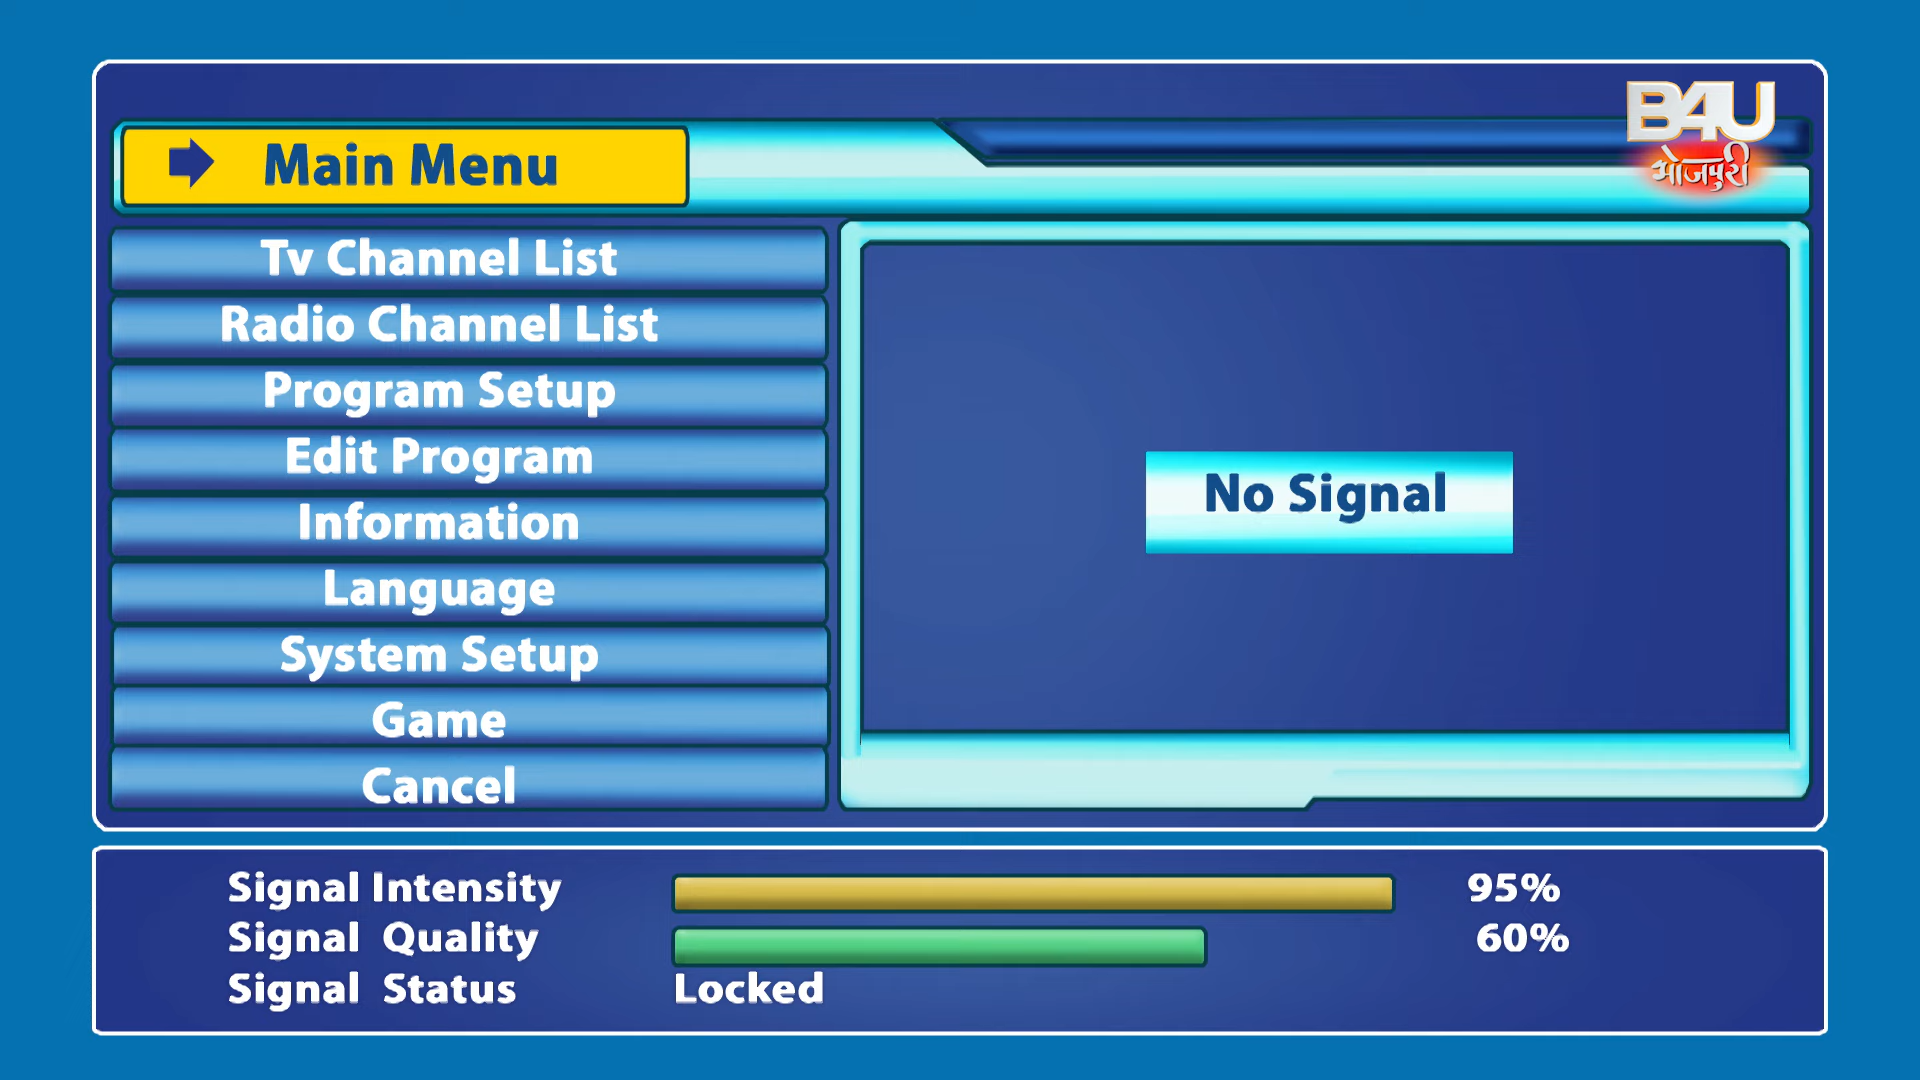 B4U
भोजपुरी
Main Menu
Tv Channel List
Radio Channel List
Program Setup
Edit Program
Information
Language
System Setup
Game
Cancel
No Signal
Signal Intensity 95%
Signal Quality 60%
Signal Status Locked